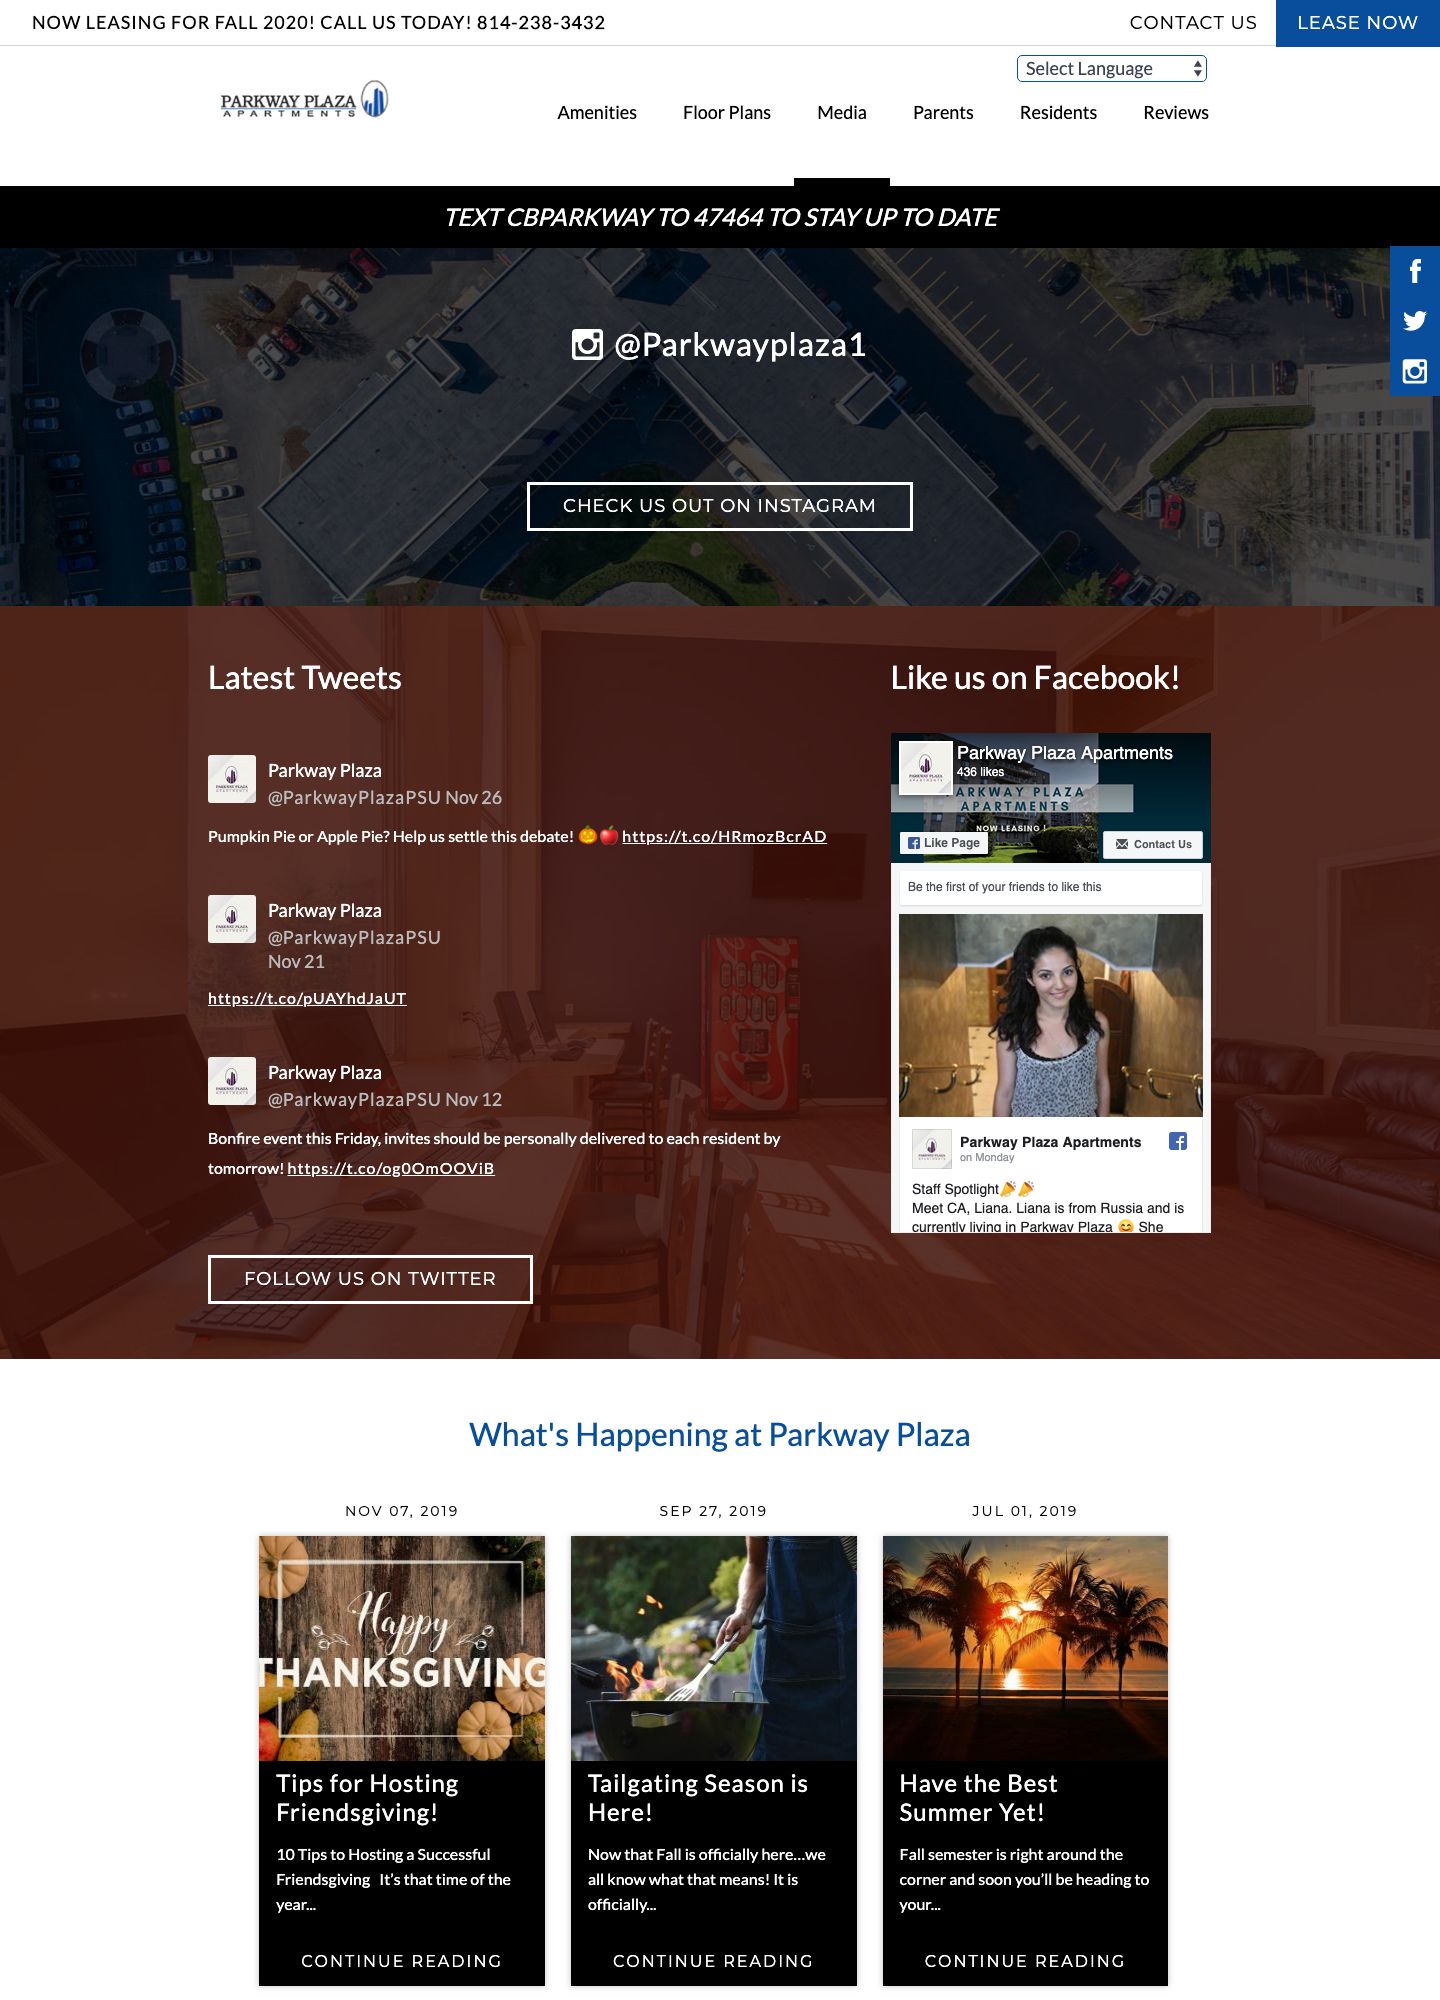 NOW LEASING FOR FALL 2020! CALL US TODAY! 814-238-3432
CONTACT US
LEASE NOW
Select Language
PARKWAY PLAZA
APARTMENTS
Amenities
Floor Plans
Media
Parents
Residents
Reviews
TEXT CBPARKWAY TO 47464 TO STAY UP TO DATE
@Parkwayplaza1
CHECK US OUT ON INSTAGRAM
Latest Tweets
Parkway Plaza
@ParkwayPlazaPSU Nov 26
Pumpkin Pie or Apple Pie? Help us settle this debate! 🎃🍎 https://t.co/HRmozBcrAD
Parkway Plaza
@ParkwayPlazaPSU
Nov 21
https://t.co/pUAYhdJaUT
Parkway Plaza
@ParkwayPlazaPSU Nov 12
Bonfire event this Friday, invites should be personally delivered to each resident by
tomorrow! https://t.co/og0OmOOViB
FOLLOW US ON TWITTER
Like us on Facebook!
Parkway Plaza Apartments
436 likes
PARKWAY PLAZA
APARTMENTS
NOW LEASING !
Like Page
Contact Us
Be the first of your friends to like this
Parkway Plaza Apartments
on Monday
Staff Spotlight🎉🎉
Meet CA, Liana. Liana is from Russia and is
currently living in Parkway Plaza 😊 She
What's Happening at Parkway Plaza
NOV 07, 2019
Happy
THANKSGIVING
Tips for Hosting
Friendsgiving!
10 Tips to Hosting a Successful
Friendsgiving It's that time of the
year...
CONTINUE READING
SEP 27, 2019
Tailgating Season is
Here!
Now that Fall is officially here...we
all know what that means! It is
officially...
CONTINUE READING
JUL 01, 2019
Have the Best
Summer Yet!
Fall semester is right around the
corner and soon you'll be heading to
your...
CONTINUE READING